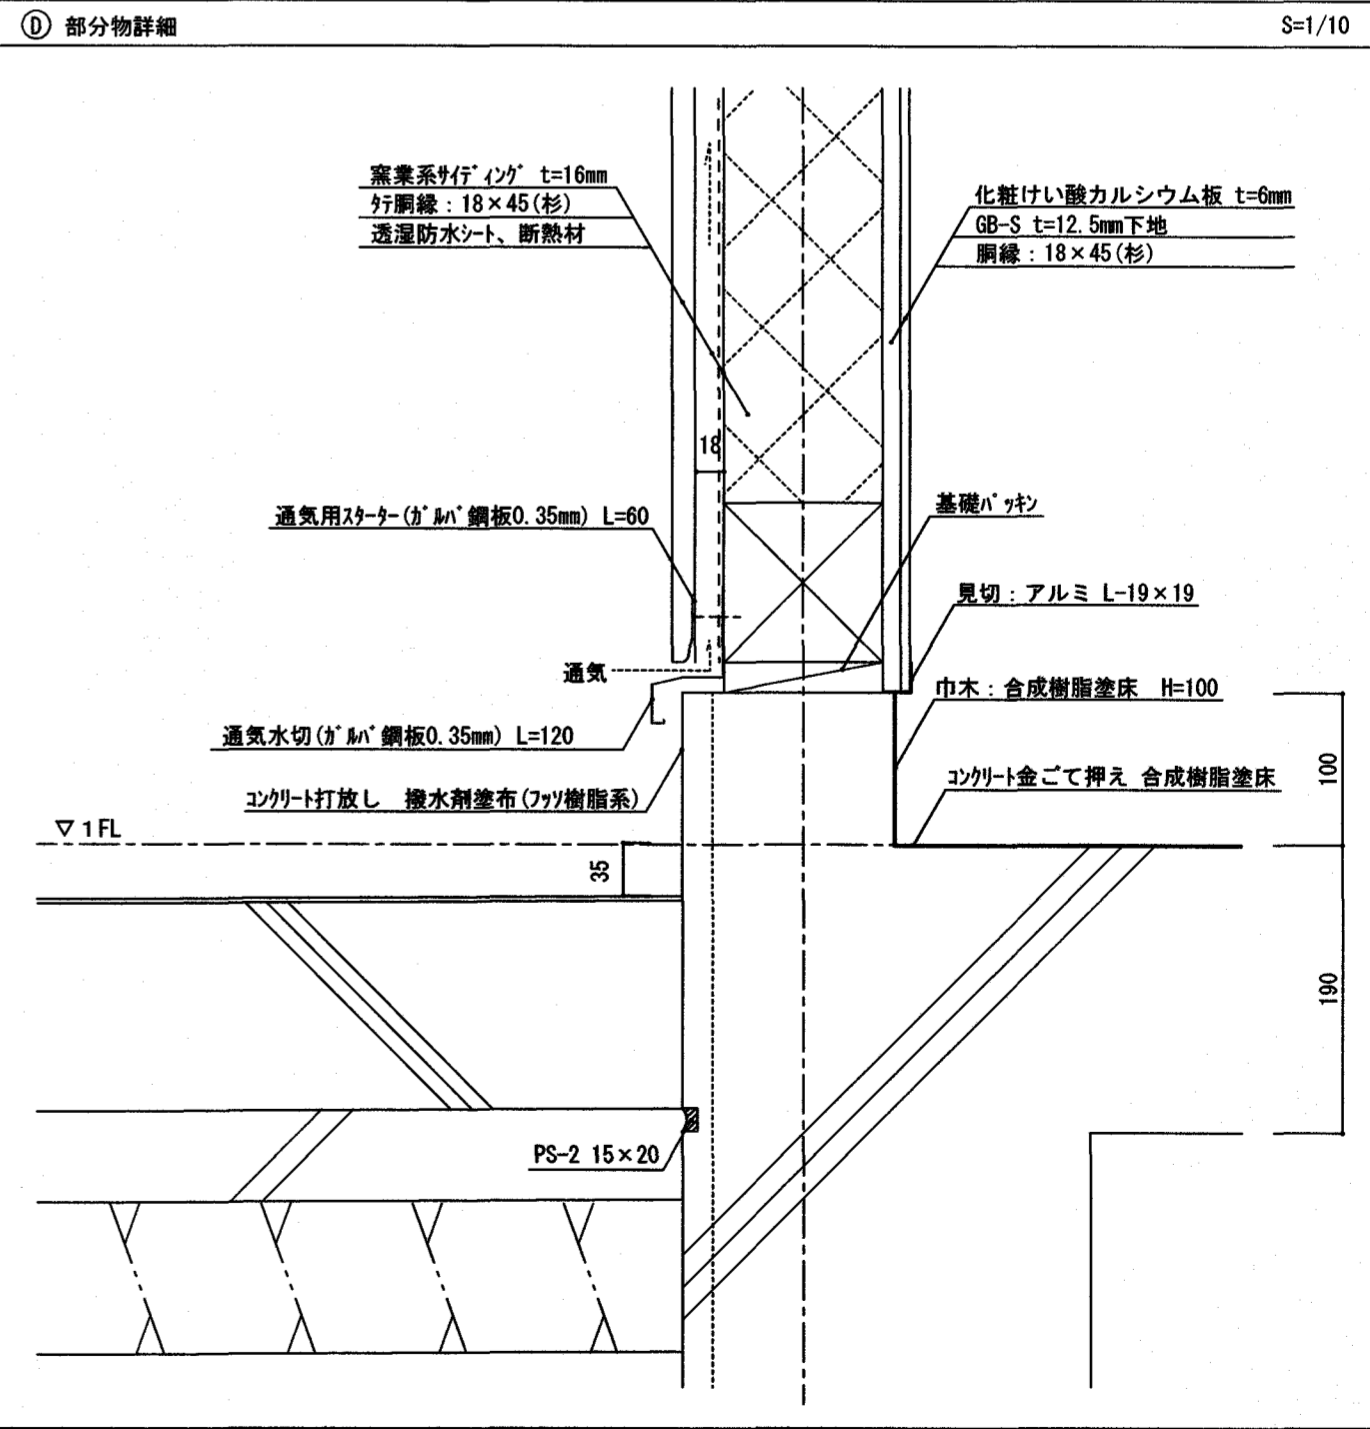 Ⓓ 部分物詳細
S=1/10
窯業系ｻｲﾃﾞｨﾝｸﾞ t=16mm
ﾀﾃ胴縁：18×45(杉)
透湿防水ｼｰﾄ、断熱材
化粧けい酸カルシウム板 t=6mm
GB-S t=12.5mm下地
胴縁：18×45(杉)
18
通気用ｽﾀｰﾀｰ(ｶﾞﾙﾊﾞ鋼板0.35mm) L=60
基礎ﾊﾟｯｷﾝ
見切：アルミ L-19×19
通気
巾木：合成樹脂塗床 H=100
通気水切(ｶﾞﾙﾊﾞ鋼板0.35mm) L=120
ｺﾝｸﾘｰﾄ金ごて押え 合成樹脂塗床
100
ｺﾝｸﾘｰﾄ打放し 撥水剤塗布(ﾌｯｿ樹脂系)
▽1FL
35
190
PS-2 15×20